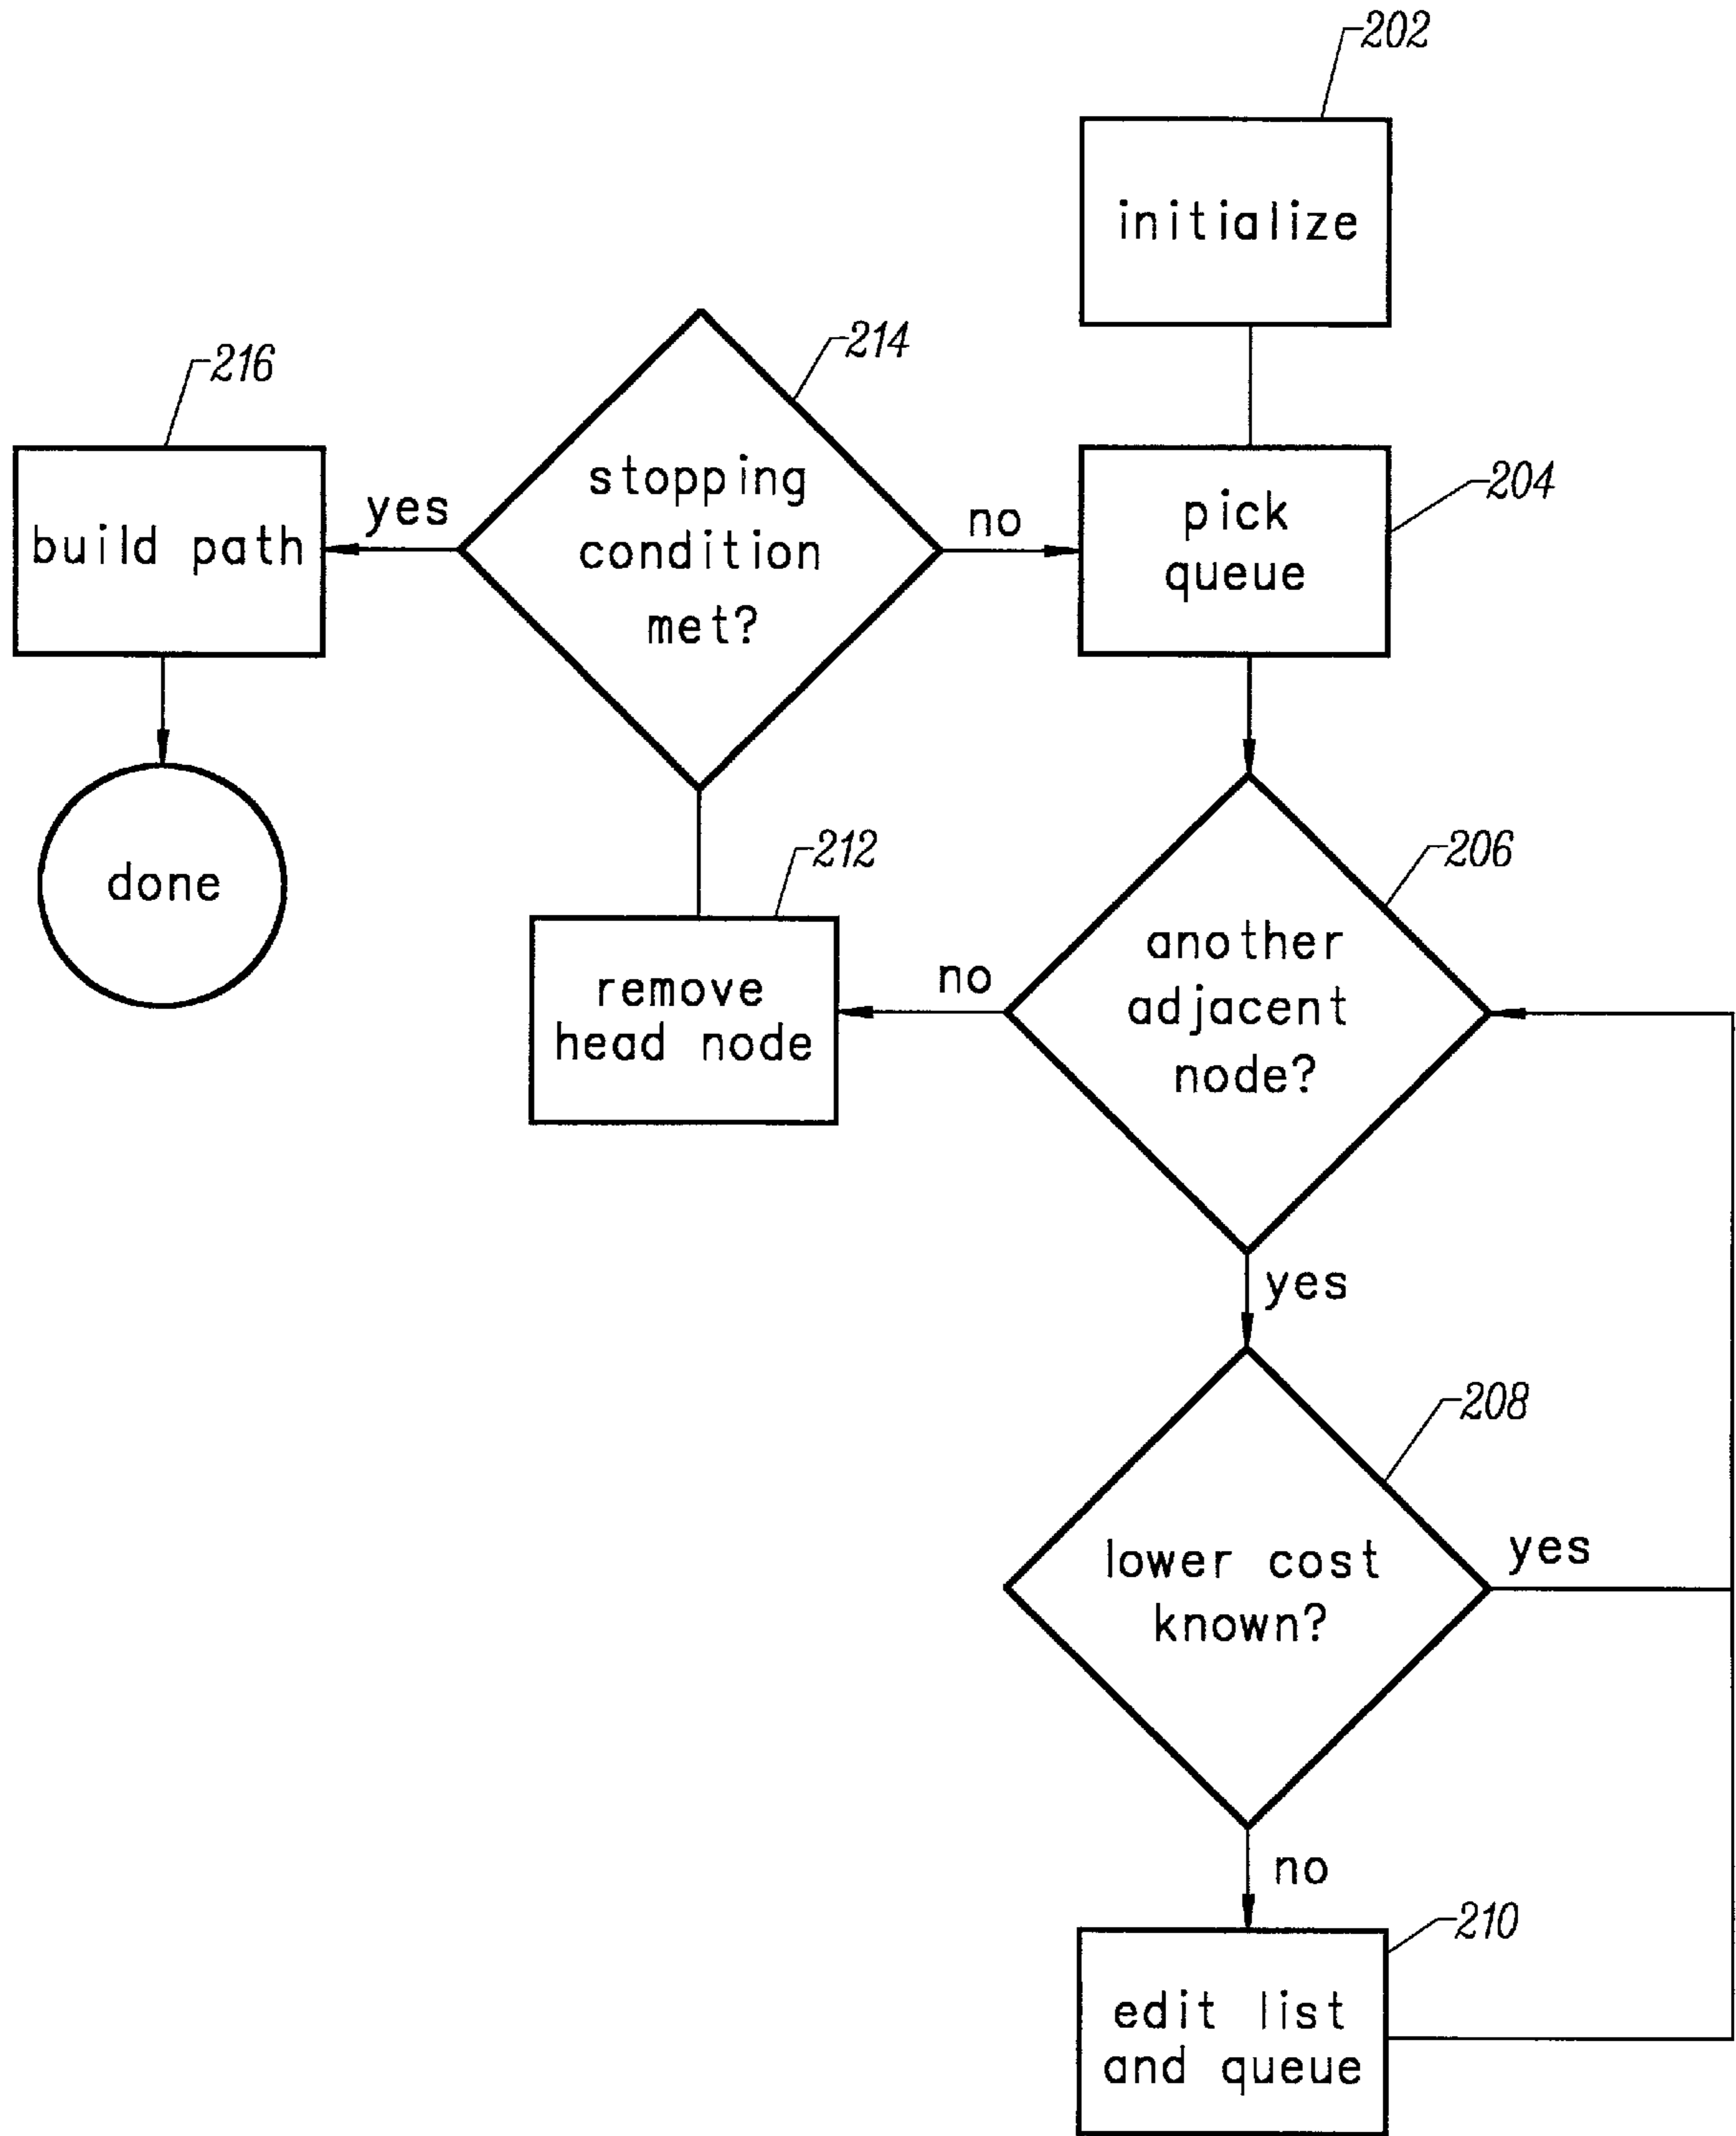 202
initialize
214
216
stopping
condition
met?
yes
no
build path
204
pick
queue
done
212
206
another
adjacent
node?
no
remove
head node
yes
208
lower cost
known?
yes
no
210
edit list
and queue